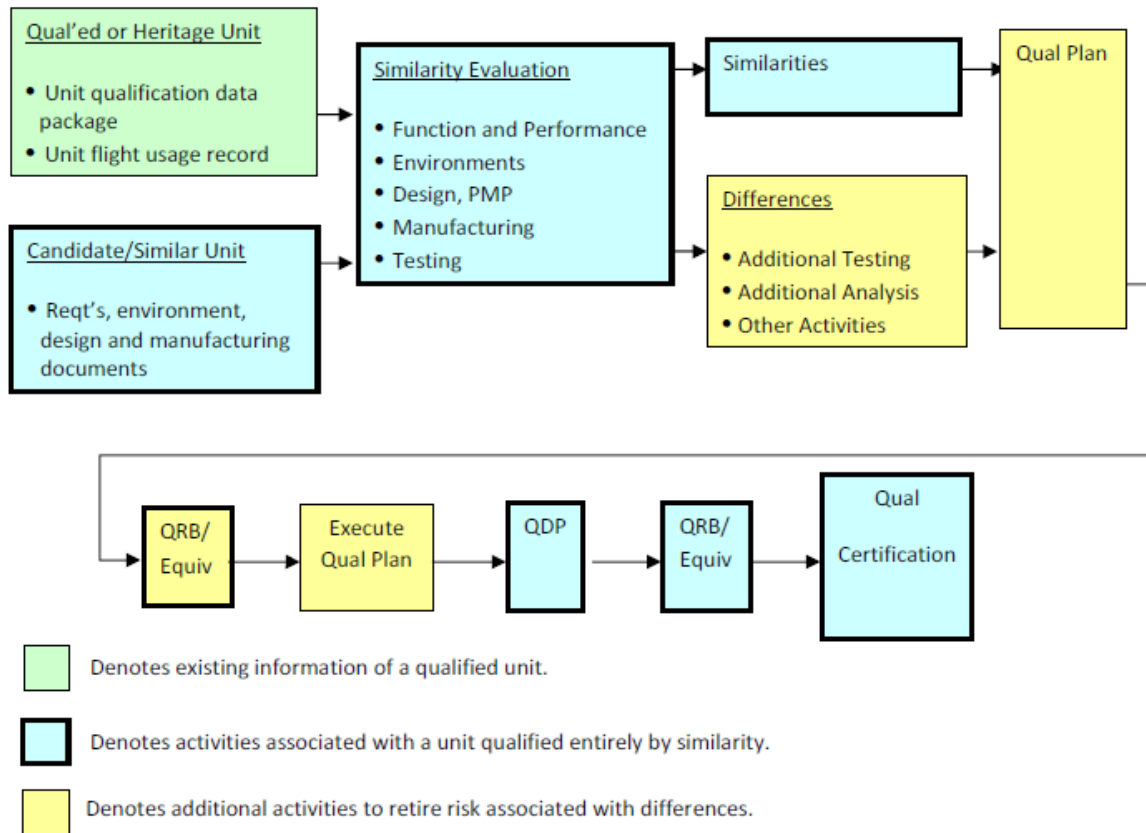 Qual'ed or Heritage Unit
• Unit qualification data
package
• Unit flight usage record
Candidate/Similar Unit
• Reqt's, environment,
design and manufacturing
documents
Similarity Evaluation
• Function and Performance
• Environments
• Design, PMP
• Manufacturing
• Testing
Similarities
Differences
• Additional Testing
• Additional Analysis
• Other Activities
Qual Plan
QRB/
Equiv
Execute
Qual Plan
QDP
QRB/
Equiv
Qual
Certification
Denotes existing information of a qualified unit.
Denotes activities associated with a unit qualified entirely by similarity.
Denotes additional activities to retire risk associated with differences.